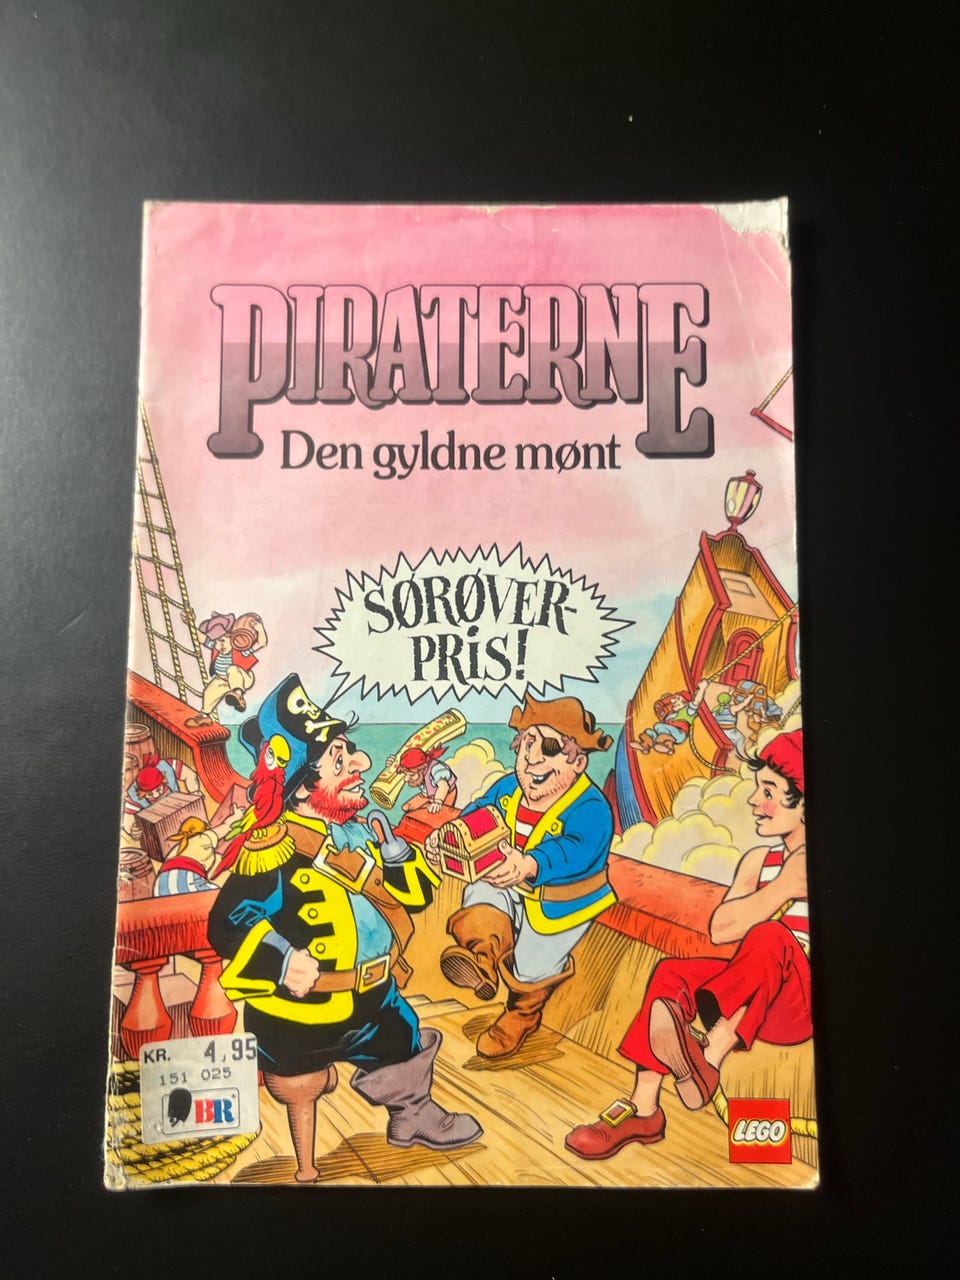 PIRATERNE
Den gyldne mønt
SØRØVER-
PRiS!
KR. 4,95
151 025
BR
LEGO